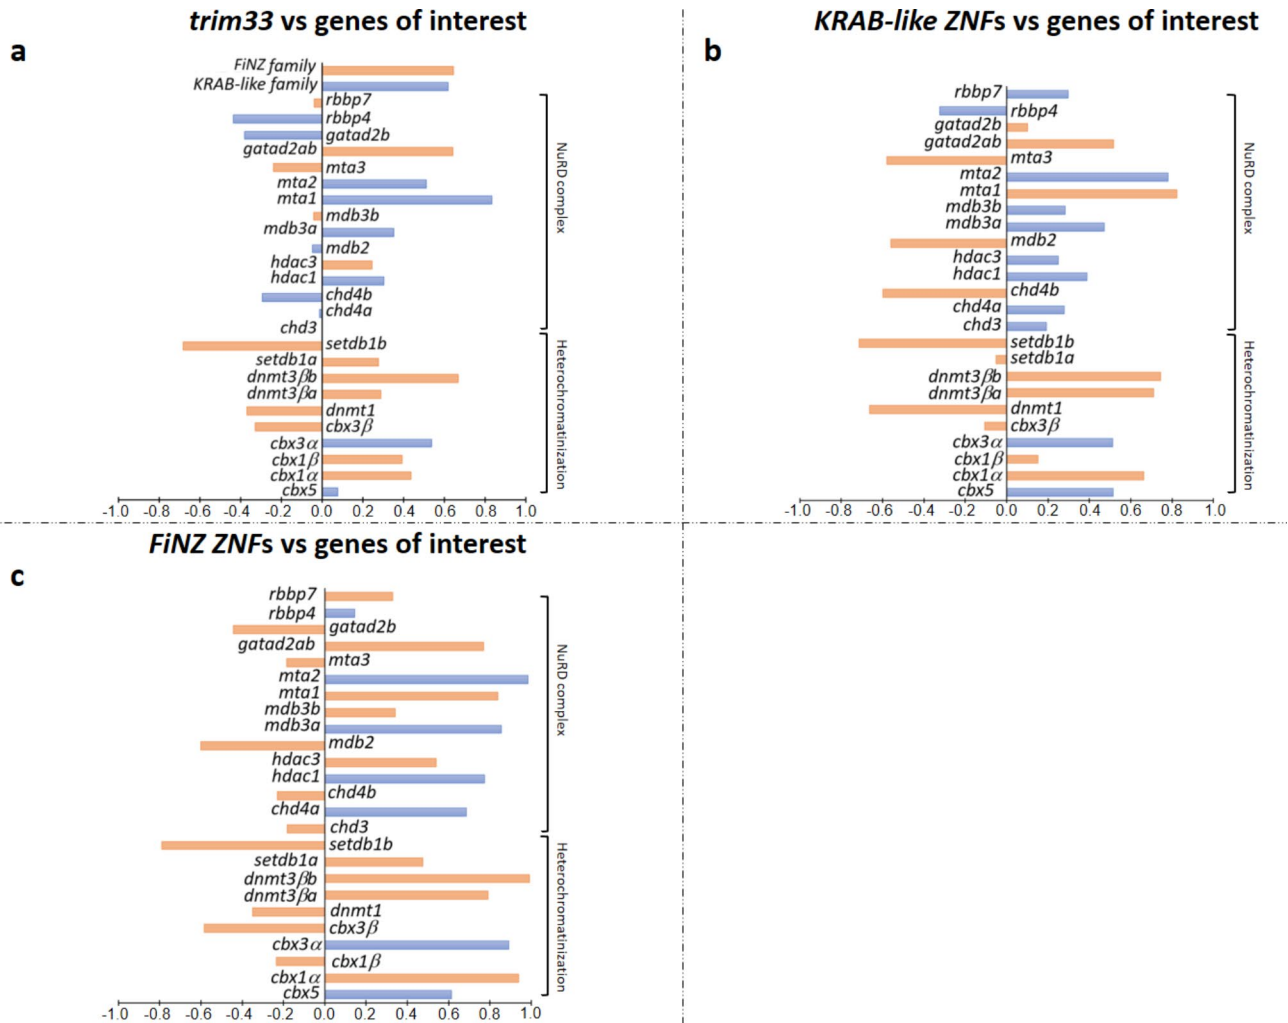 trim33 vs genes of interest
a
FiNZ family
KRAB-like family
rbbp7
rbbp4
gatad2b
gatad2ab
mta3
mta2
mta1
mdb3b
mdb3a
mdb2
hdac3
hdac1
chd4b
chd4a
chd3
setdb1b
setdb1a
dnmt3βb
dnmt3βa
dnmt1
cbx3β
cbx3α
cbx1β
cbx1α
cbx5
NuRD complex
Heterochromatinization
-1.0 -0.8 -0.6 -0.4 -0.2 0.0 0.2 0.4 0.6 0.8 1.0
KRAB-like ZNFs vs genes of interest
b
rbbp7
rbbp4
gatad2b
gatad2ab
mta3
mta2
mta1
mdb3b
mdb3a
mdb2
hdac3
hdac1
chd4b
chd4a
chd3
setdb1b
setdb1a
dnmt3βb
dnmt3βa
dnmt1
cbx3β
cbx3α
cbx1β
cbx1α
cbx5
NuRD complex
Heterochromatinization
-1.0 -0.8 -0.6 -0.4 -0.2 0.0 0.2 0.4 0.6 0.8 1.0
FiNZ ZNFs vs genes of interest
c
rbbp7
rbbp4
gatad2b
gatad2ab
mta3
mta2
mta1
mdb3b
mdb3a
mdb2
hdac3
hdac1
chd4b
chd4a
chd3
setdb1b
setdb1a
dnmt3βb
dnmt3βa
dnmt1
cbx3β
cbx3α
cbx1β
cbx1α
cbx5
NuRD complex
Heterochromatinization
-1.0 -0.8 -0.6 -0.4 -0.2 0.0 0.2 0.4 0.6 0.8 1.0